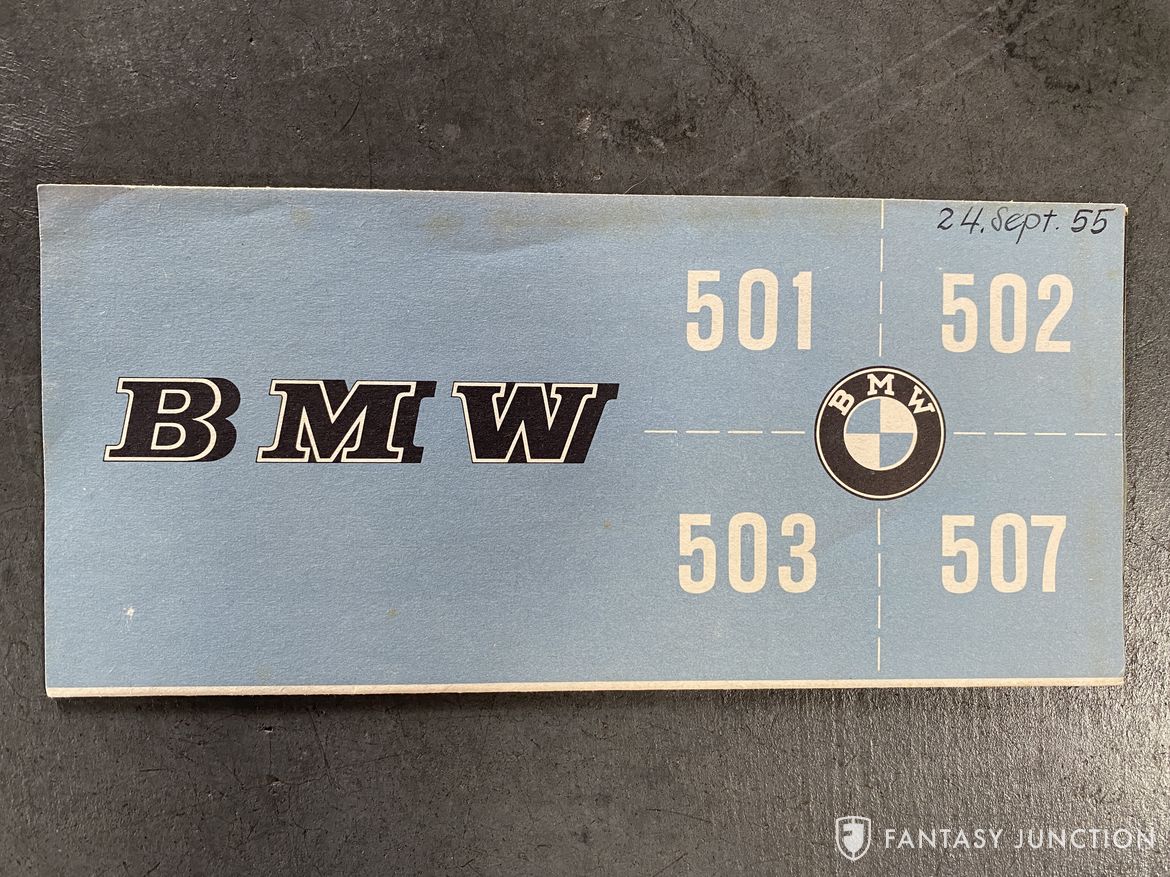 24. Sept. 55
501 502
BMW
BMW
503 507
FANTASY JUNCTION